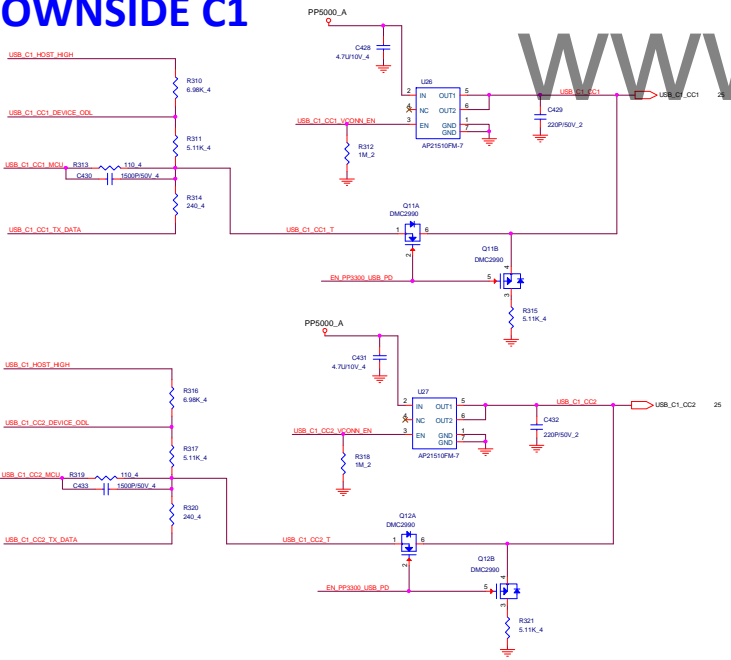 OWNSIDE C1
WWW
PP5000_A
C428
4.7U/10V_4
USB_C1_HOST_HIGH
R310
6.98K_4
U26
2 IN OUT1 5
4 NC OUT2 6
3 EN GND 1
GND 7
AP21510FM-7
USB_C1_CC1
USB_C1_CC1 25
C429
220P/50V_2
USB_C1_CC1_DEVICE_ODL
USB_C1_CC1_VCONN_EN
R311
5.11K_4
R312
1M_2
USB_C1_CC1_MCU R313 110_4
C430 1500P/50V_4
R314
240_4
USB_C1_CC1_TX_DATA
Q11A
DMC2990
USB_C1_CC1_T 1 6
2
Q11B
DMC2990
4
EN_PP3300_USB_PD 5
3
R315
5.11K_4
PP5000_A
C431
4.7U/10V_4
USB_C1_HOST_HIGH
R316
6.98K_4
U27
2 IN OUT1 5
4 NC OUT2 6
3 EN GND 1
GND 7
AP21510FM-7
USB_C1_CC2
USB_C1_CC2 25
C432
220P/50V_2
USB_C1_CC2_DEVICE_ODL
USB_C1_CC2_VCONN_EN
R317
5.11K_4
R318
1M_2
USB_C1_CC2_MCU R319 110_4
C433 1500P/50V_4
R320
240_4
USB_C1_CC2_TX_DATA
Q12A
DMC2990
USB_C1_CC2_T 1 6
2
Q12B
DMC2990
4
EN_PP3300_USB_PD 5
3
R321
5.11K_4